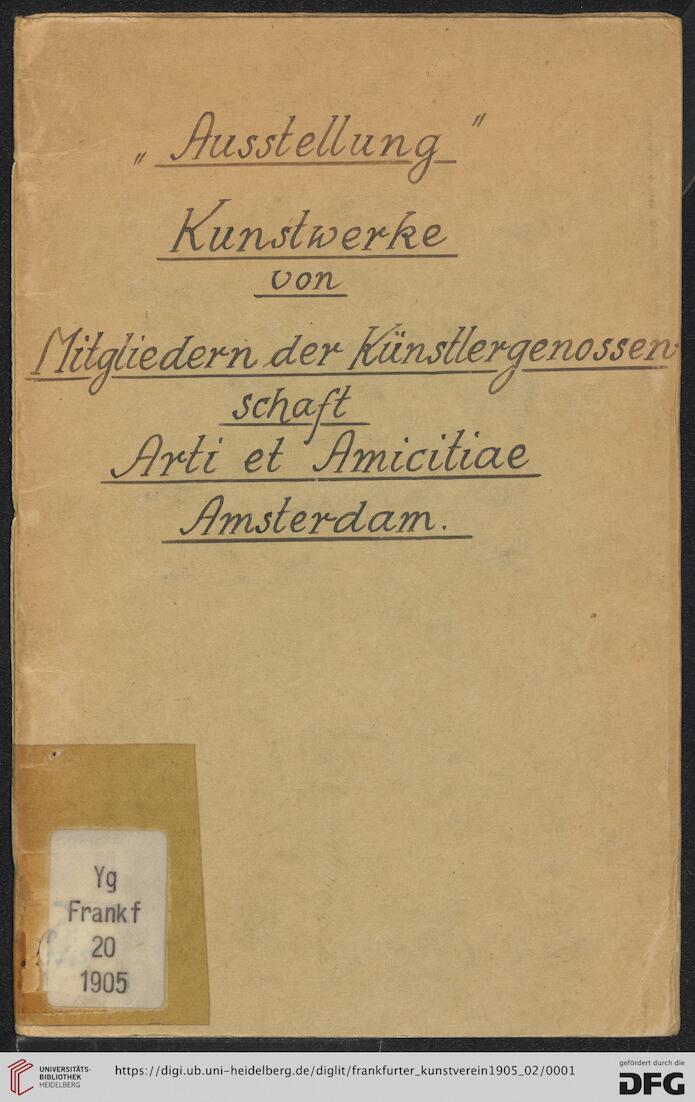 „Ausstellung"
Kunstwerke
von
Mitgliedern der Künstlergenossen-
schaft
Arti et Amicitiae
Amsterdam.
Yg
Frankf
20
1905
UNIVERSITÄTS-
BIBLIOTHEK
HEIDELBERG
https://digi.ub.uni-heidelberg.de/diglit/frankfurter_kunstverein1905_02/0001
gefördert durch die
DFG